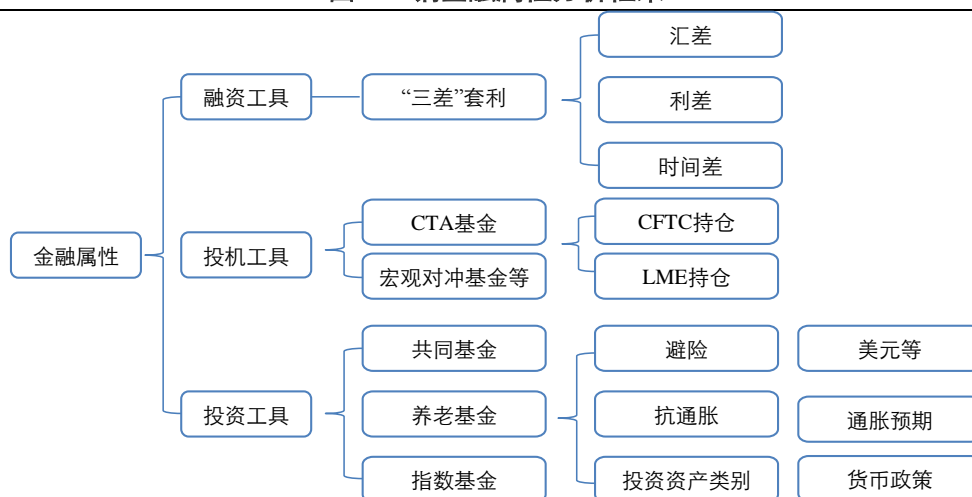 汇差
融资工具
“三差”套利
利差
时间差
CTA基金
CFTC持仓
金融属性
投机工具
宏观对冲基金等
LME持仓
共同基金
避险
美元等
投资工具
养老基金
抗通胀
通胀预期
指数基金
投资资产类别
货币政策